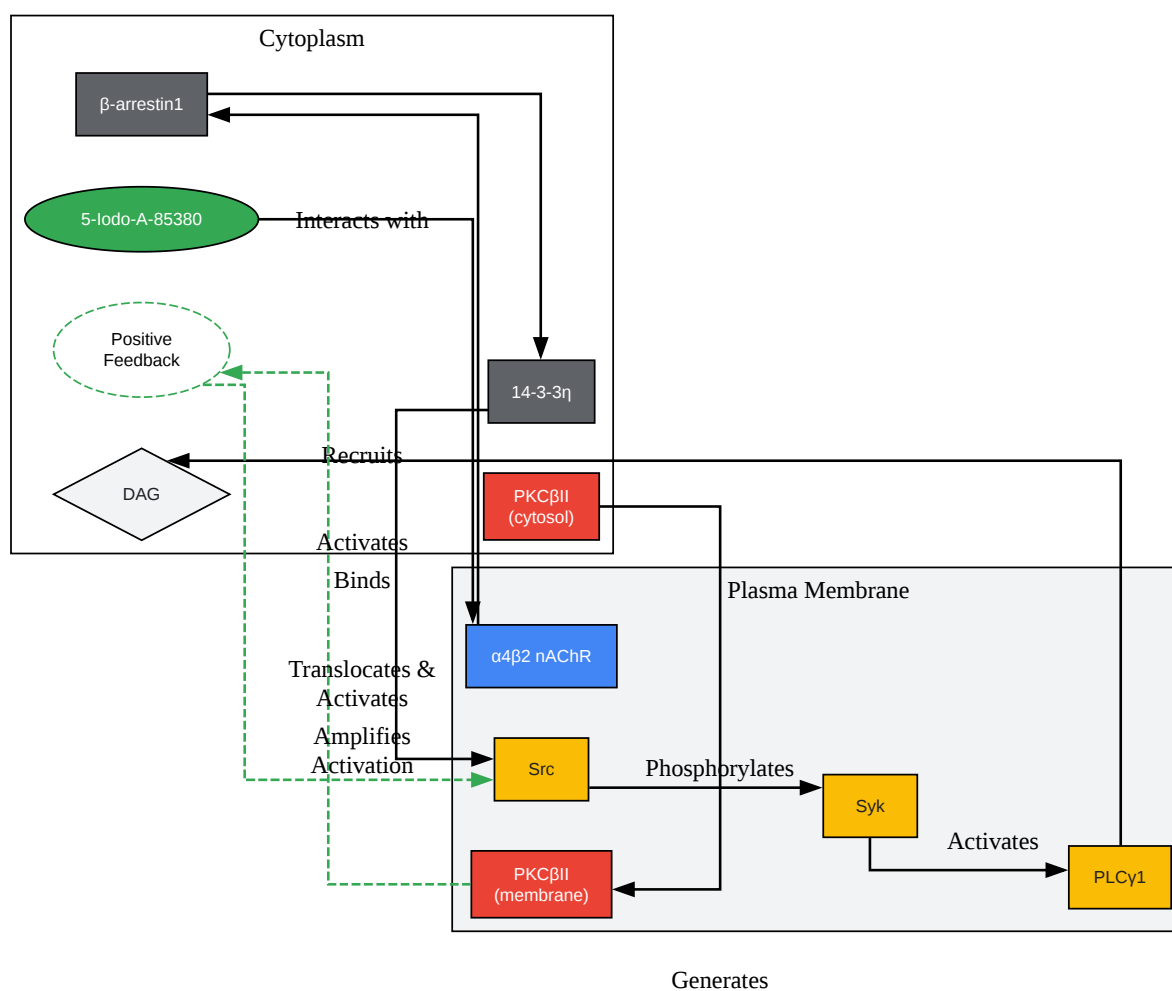 Cytoplasm
β-arrestin1
5-Iodo-A-85380
Interacts with
Positive
Feedback
14-3-3η
Recruits
DAG
PKCβII
(cytosol)
Activates
Binds
Plasma Membrane
α4β2 nAChR
Translocates &
Activates
Amplifies
Activation
Src
Phosphorylates
Syk
Activates
PKCβII
(membrane)
PLCγ1
Generates